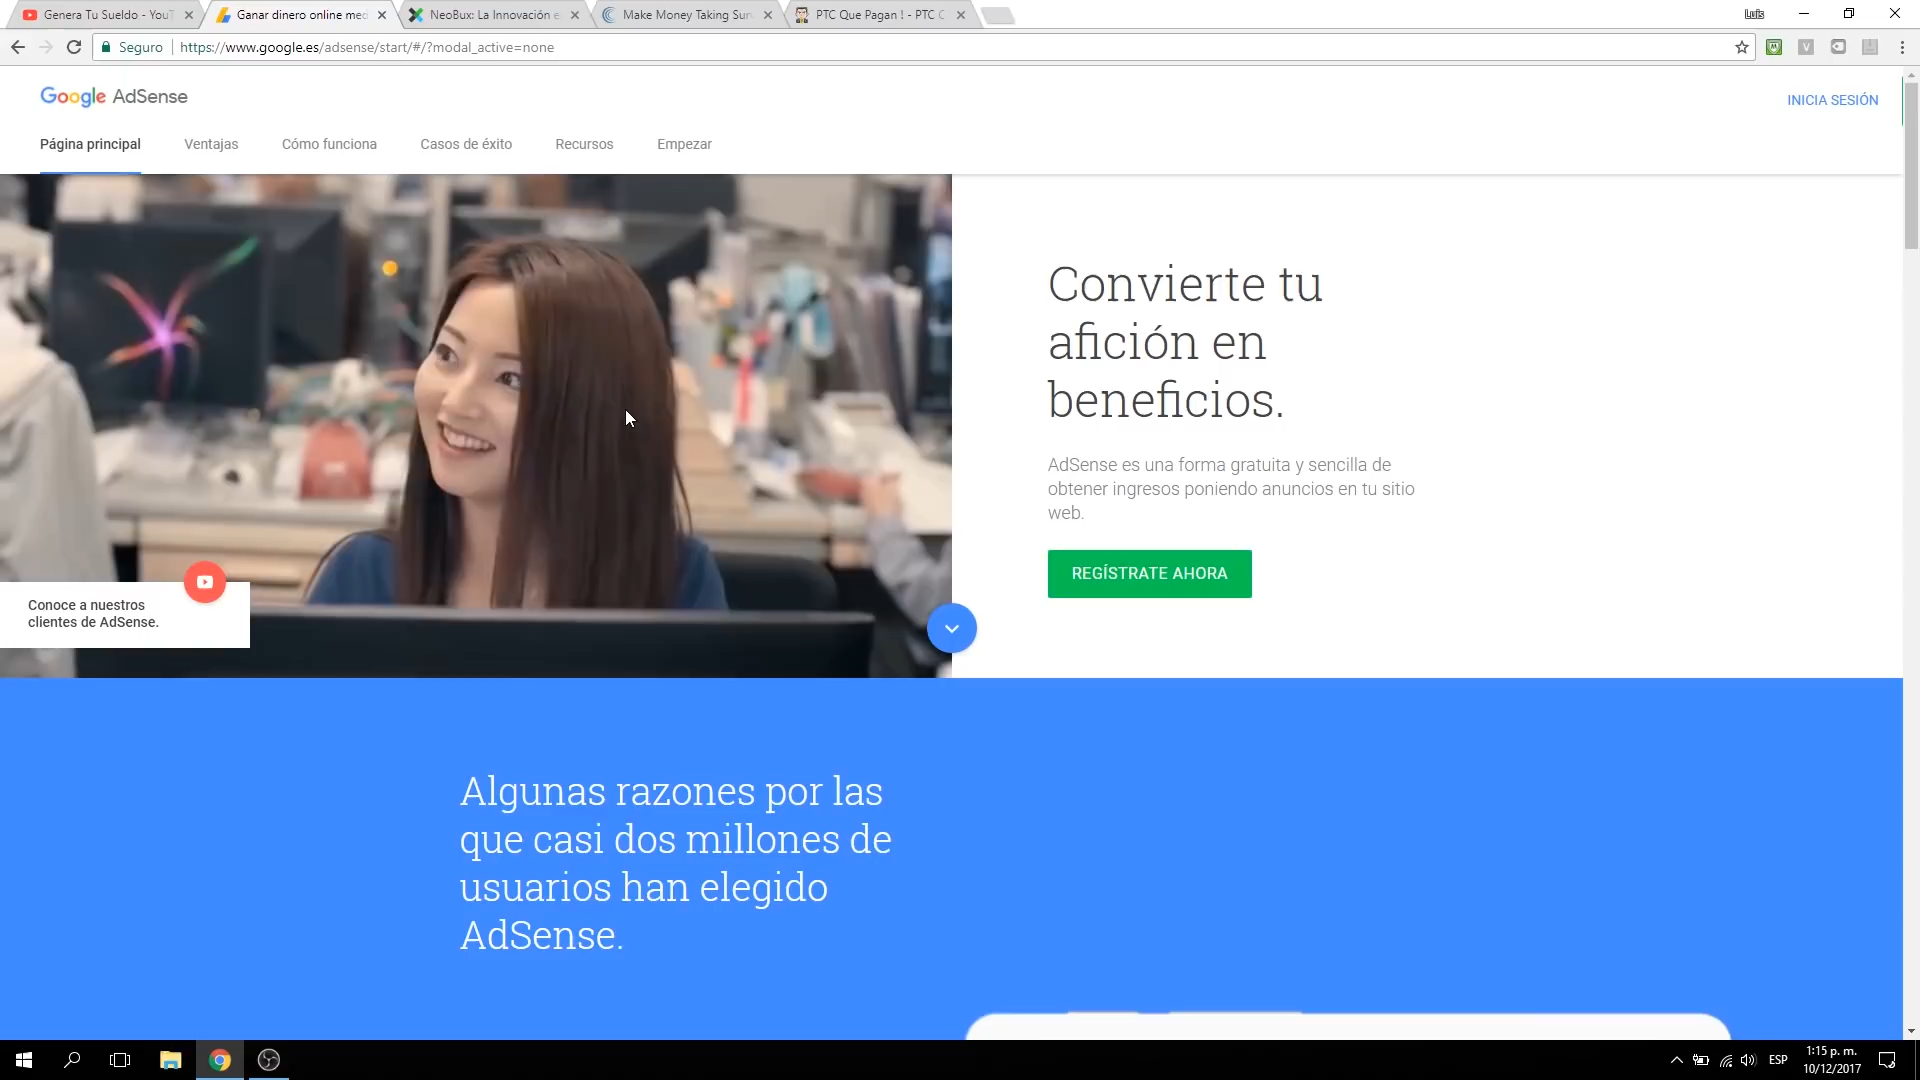 Genera Tu Sueldo - YouT
Ganar dinero online med
NeoBux: La Innovación e
Make Money Taking Sur
PTC Que Pagan ! - PTC C
Luis
Seguro
https://www.google.es/adsense/start/#/?modal_active=none
Google AdSense
INICIA SESIÓN
Página principal
Ventajas
Cómo funciona
Casos de éxito
Recursos
Empezar
Convierte tu
afición en
beneficios.
AdSense es una forma gratuita y sencilla de
obtener ingresos poniendo anuncios en tu sitio
web.
REGÍSTRATE AHORA
Conoce a nuestros
clientes de AdSense.
Algunas razones por las
que casi dos millones de
usuarios han elegido
AdSense.
ESP
1:15 p. m.
10/12/2017